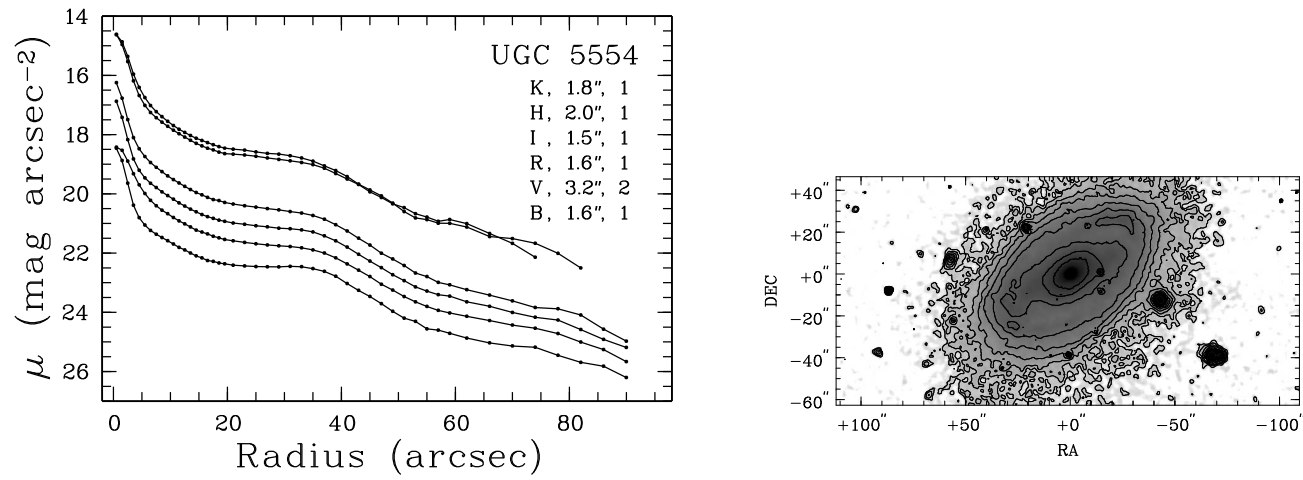 14
16
18
20
22
24
26
μ (mag arcsec−2)
UGC 5554
K, 1.8″, 1
H, 2.0″, 1
I, 1.5″, 1
R, 1.6″, 1
V, 3.2″, 2
B, 1.6″, 1
0 20 40 60 80
Radius (arcsec)
+40″
+20″
+0″
−20″
−40″
−60″
DEC
+100″ +50″ +0″ −50″ −100″
RA